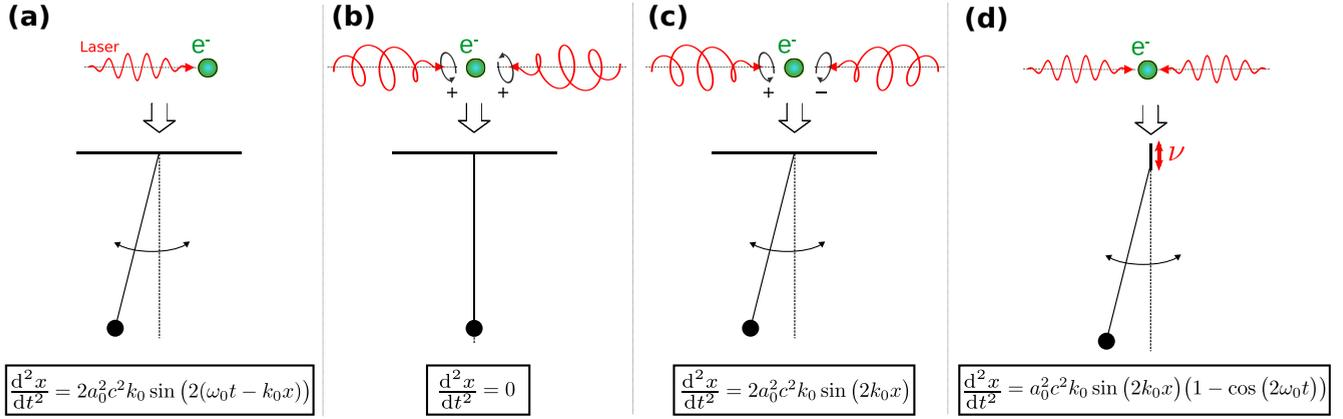 (a)
Laser
e-
d²x/dt² = 2a₀²c²k₀ sin (2(ω₀t − k₀x))
(b)
e-
+ +
d²x/dt² = 0
(c)
e-
+ −
d²x/dt² = 2a₀²c²k₀ sin (2k₀x)
(d)
e-
ν
d²x/dt² = a₀²c²k₀ sin (2k₀x)(1 − cos (2ω₀t))